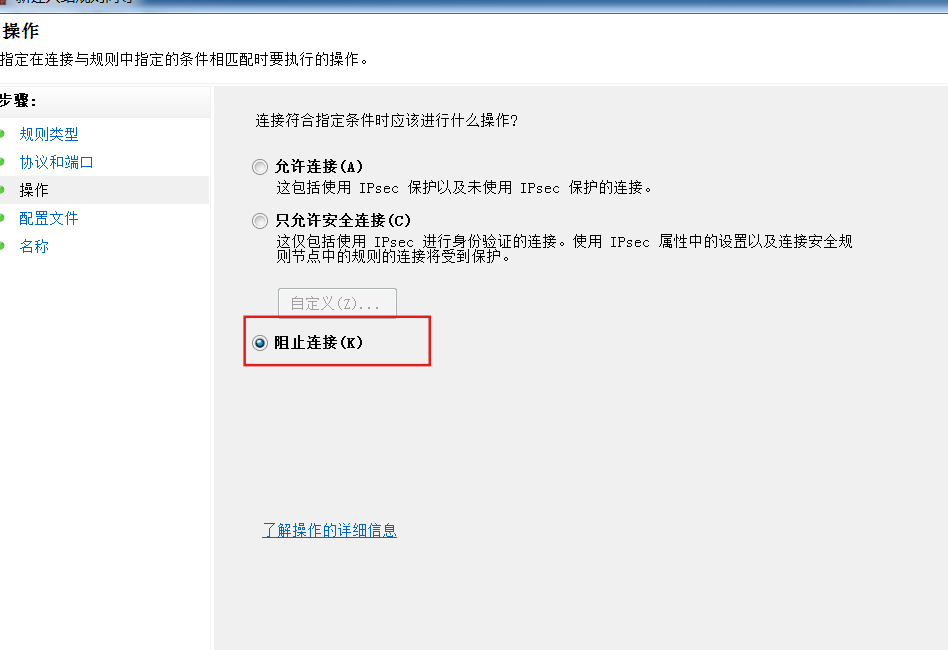 操作
指定在连接与规则中指定的条件相匹配时要执行的操作。
步骤:
规则类型
协议和端口
操作
配置文件
名称
连接符合指定条件时应该进行什么操作?
允许连接(A)
这包括使用 IPsec 保护以及未使用 IPsec 保护的连接。
只允许安全连接(C)
这仅包括使用 IPsec 进行身份验证的连接。使用 IPsec 属性中的设置以及连接安全规
则节点中的规则的连接将受到保护。
自定义(Z)...
阻止连接(K)
了解操作的详细信息